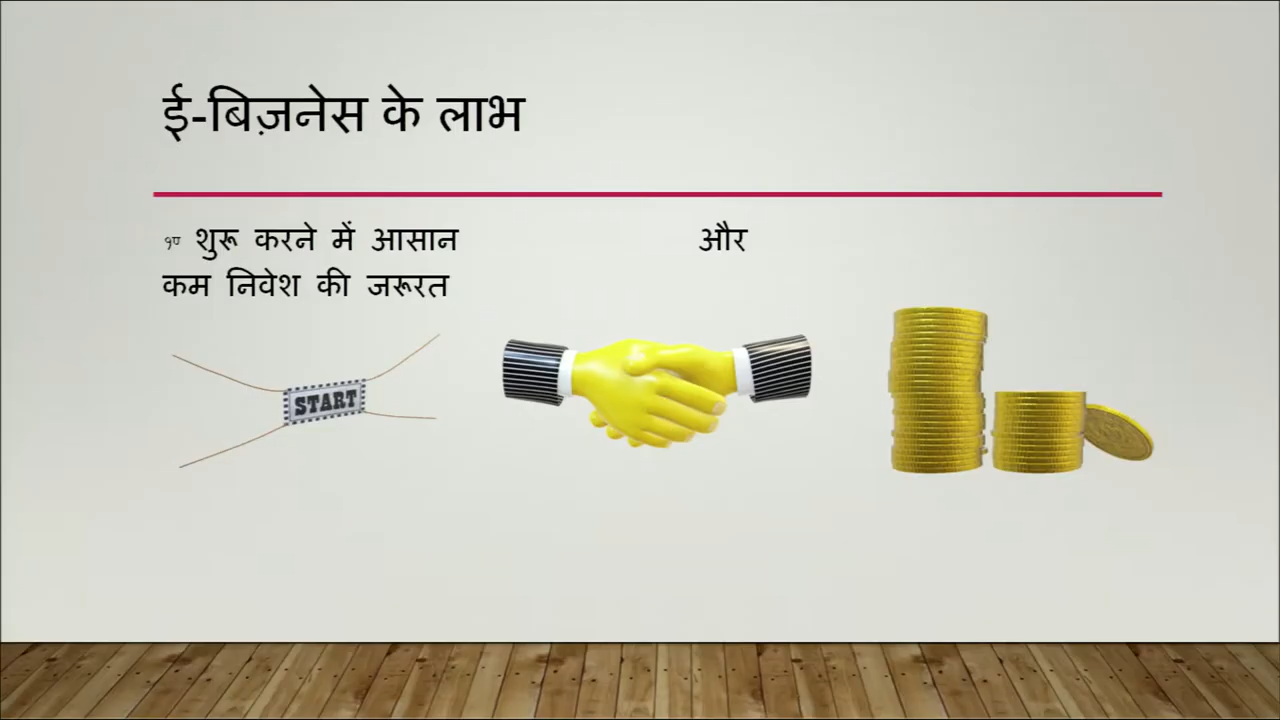 ई-बिज़नेस के लाभ
शुरू करने में आसान और
कम निवेश की जरूरत
START